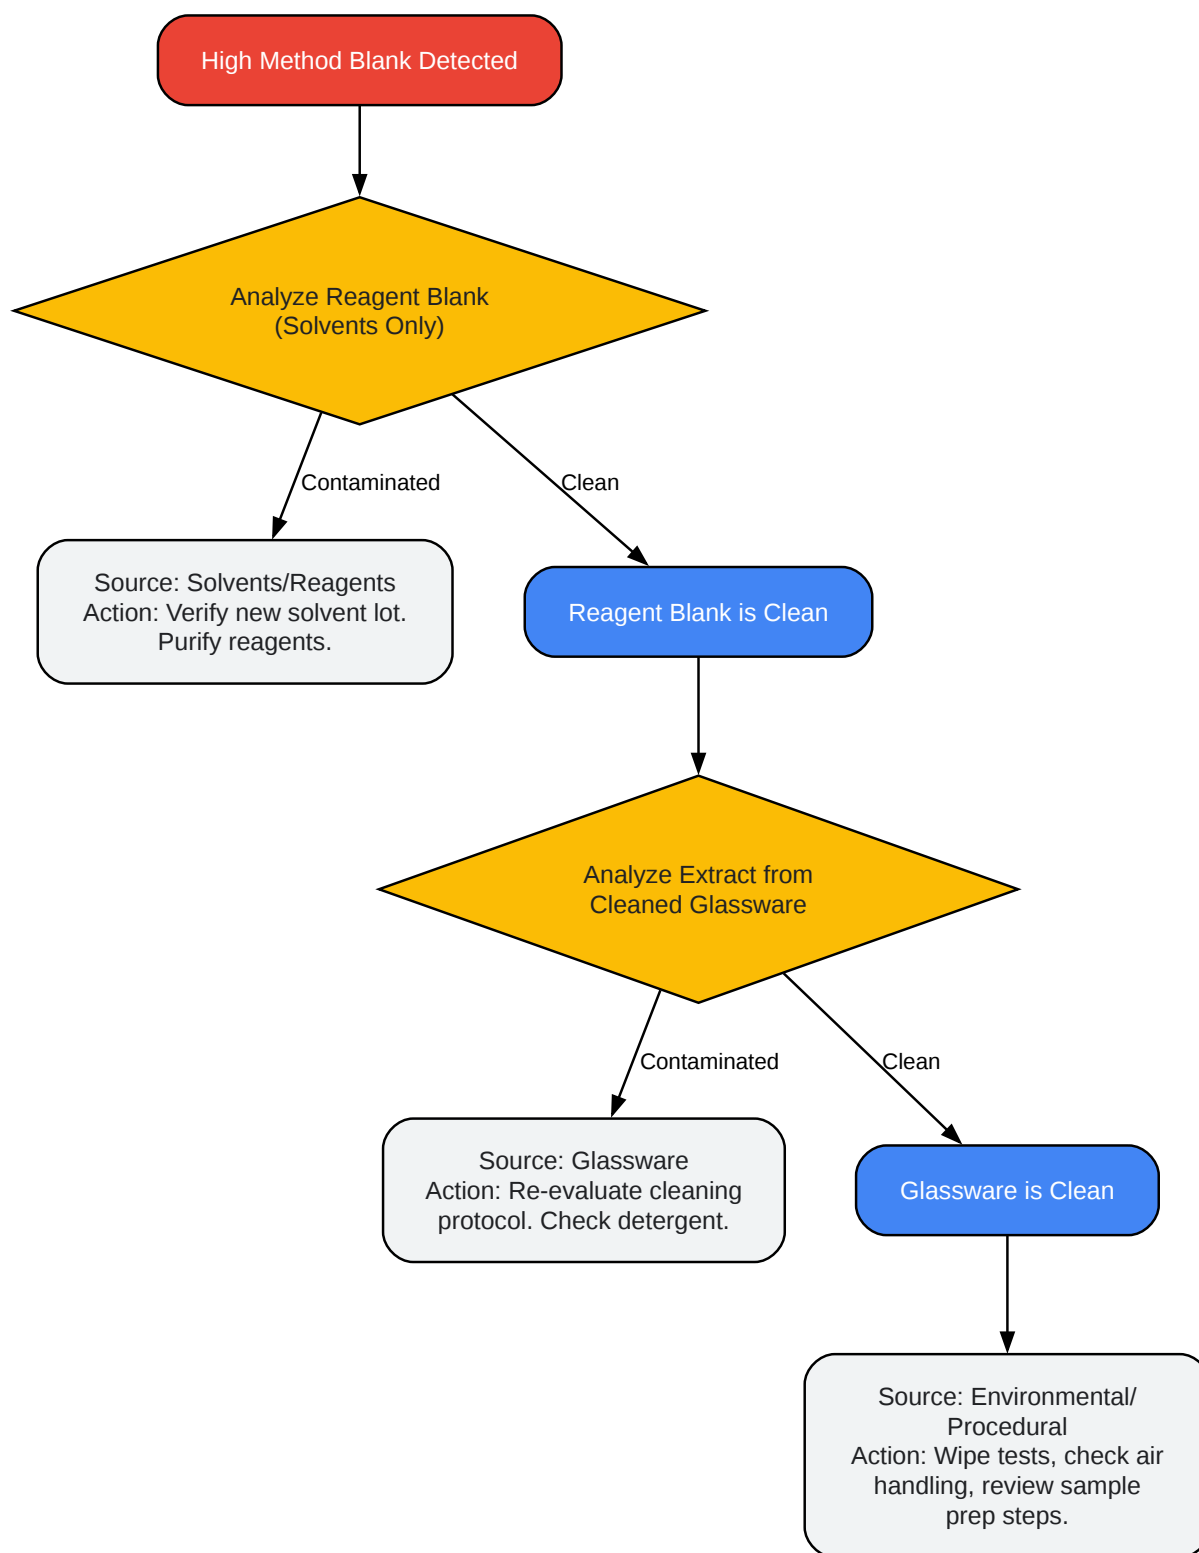 High Method Blank Detected
Analyze Reagent Blank
(Solvents Only)
Contaminated
Clean
Source: Solvents/Reagents
Action: Verify new solvent lot.
Purify reagents.
Reagent Blank is Clean
Analyze Extract from
Cleaned Glassware
Contaminated
Clean
Source: Glassware
Action: Re-evaluate cleaning
protocol. Check detergent.
Glassware is Clean
Source: Environmental/
Procedural
Action: Wipe tests, check air
handling, review sample
prep steps.